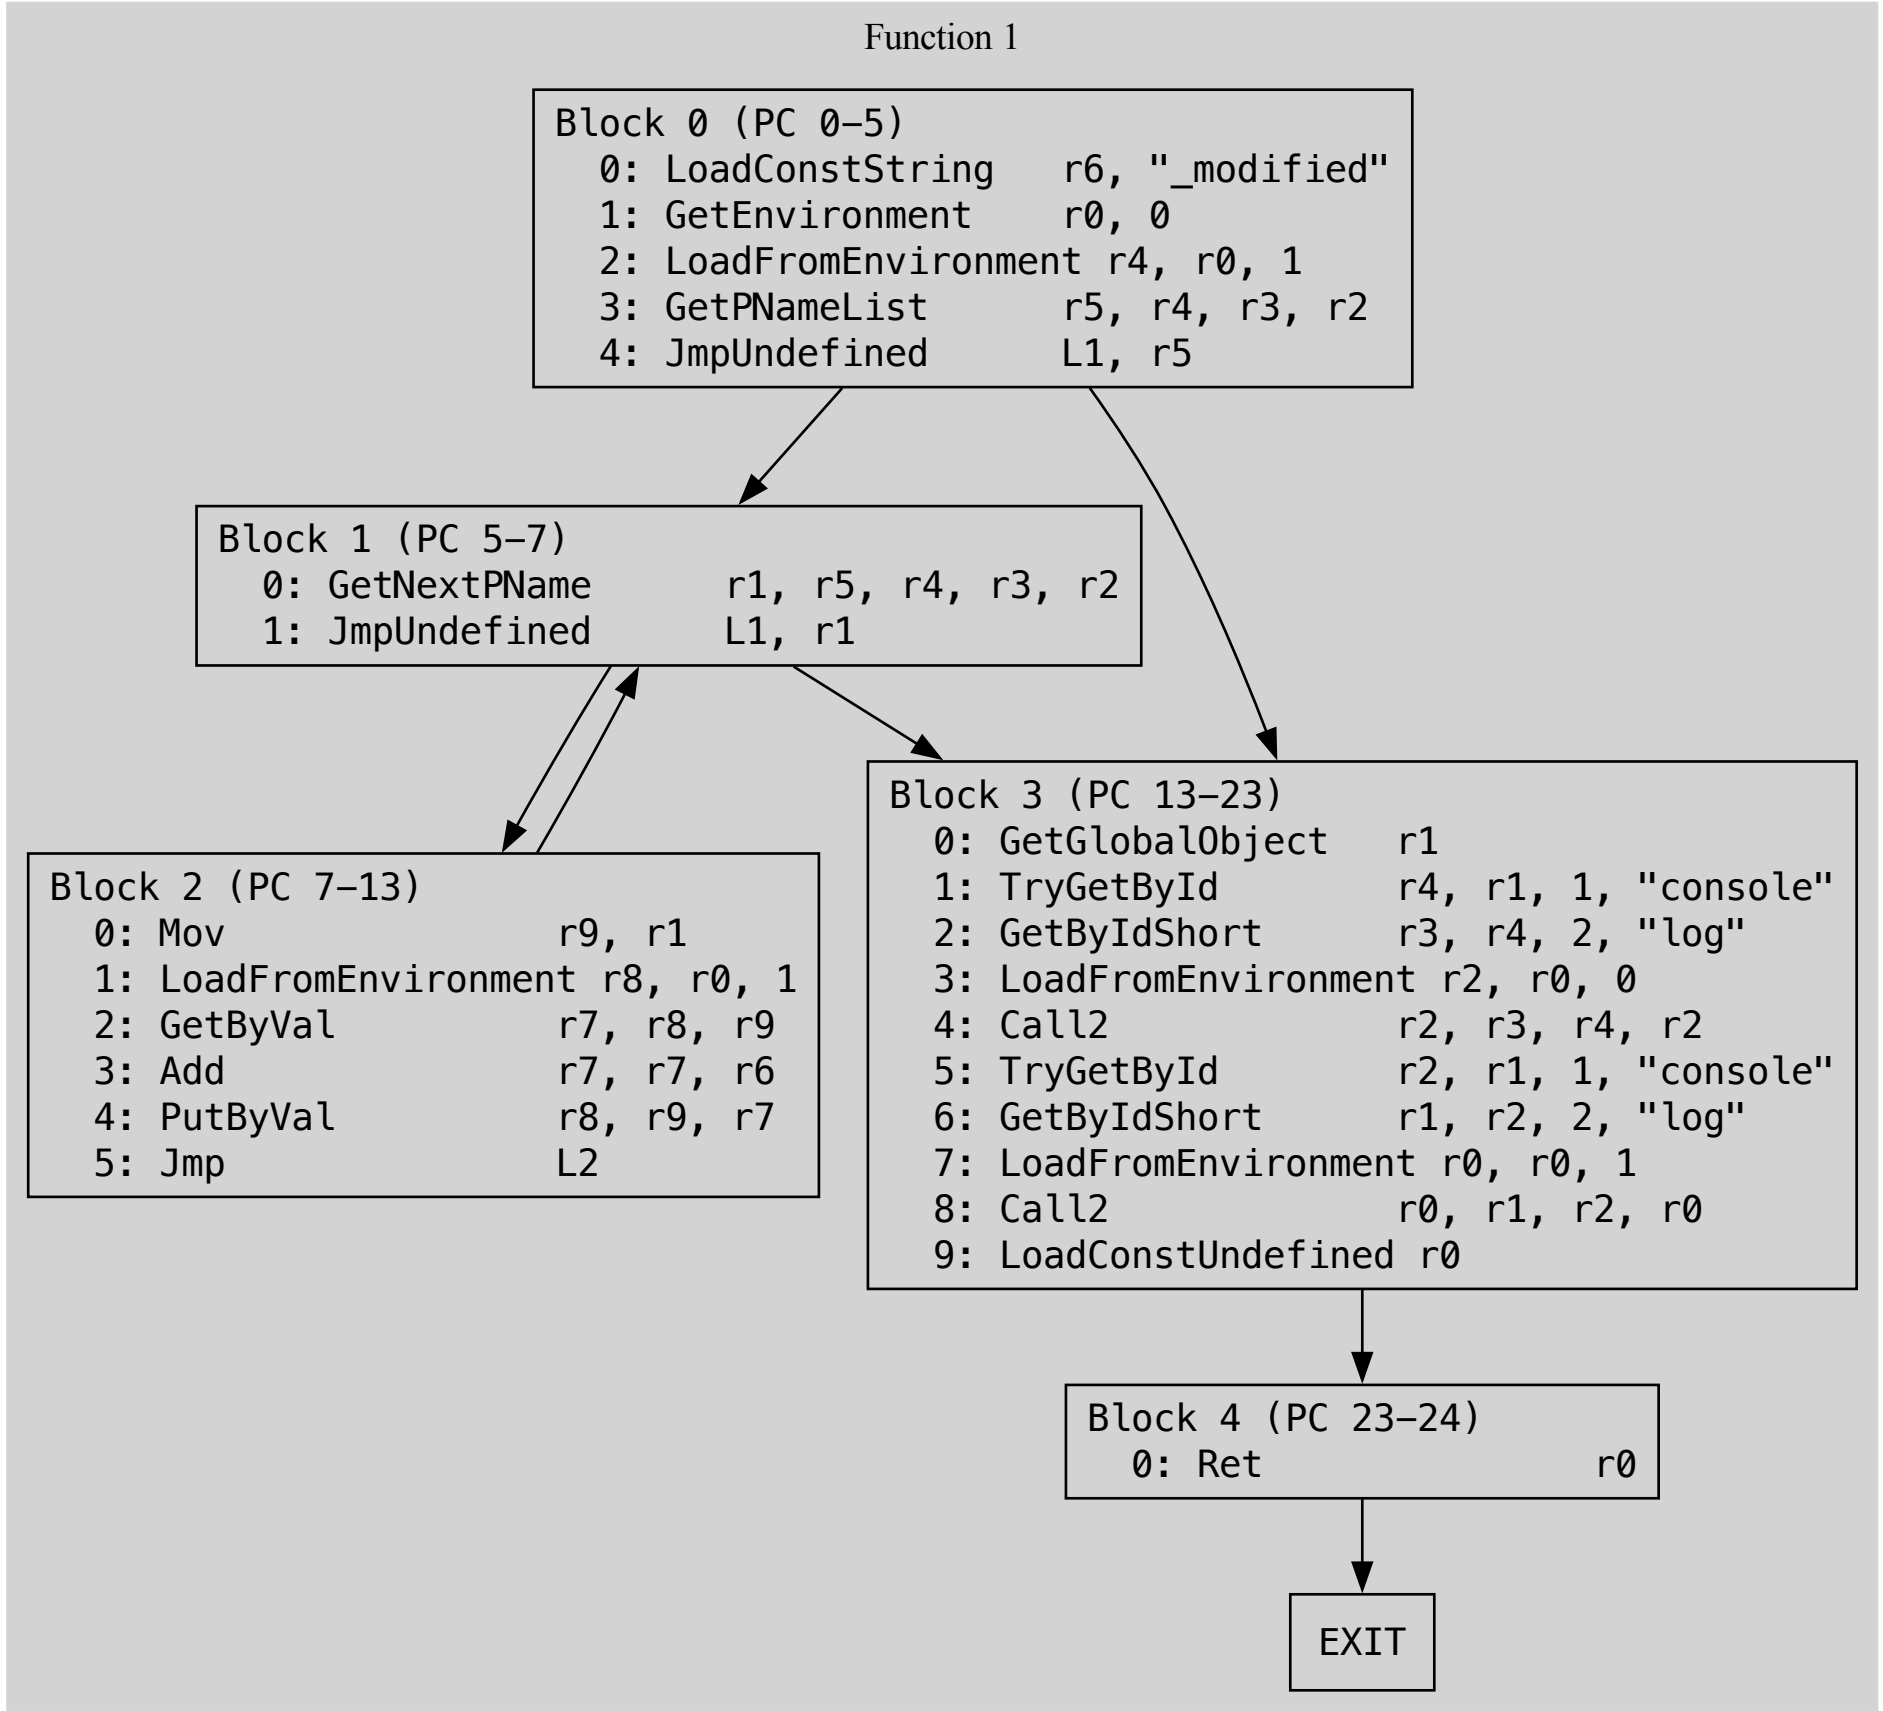 Function 1
Block 0 (PC 0–5)
0: LoadConstString r6, "_modified"
1: GetEnvironment r0, 0
2: LoadFromEnvironment r4, r0, 1
3: GetPNameList r5, r4, r3, r2
4: JmpUndefined L1, r5
Block 1 (PC 5–7)
0: GetNextPName r1, r5, r4, r3, r2
1: JmpUndefined L1, r1
Block 2 (PC 7–13)
0: Mov r9, r1
1: LoadFromEnvironment r8, r0, 1
2: GetByVal r7, r8, r9
3: Add r7, r7, r6
4: PutByVal r8, r9, r7
5: Jmp L2
Block 3 (PC 13–23)
0: GetGlobalObject r1
1: TryGetById r4, r1, 1, "console"
2: GetByIdShort r3, r4, 2, "log"
3: LoadFromEnvironment r2, r0, 0
4: Call2 r2, r3, r4, r2
5: TryGetById r2, r1, 1, "console"
6: GetByIdShort r1, r2, 2, "log"
7: LoadFromEnvironment r0, r0, 1
8: Call2 r0, r1, r2, r0
9: LoadConstUndefined r0
Block 4 (PC 23–24)
0: Ret r0
EXIT